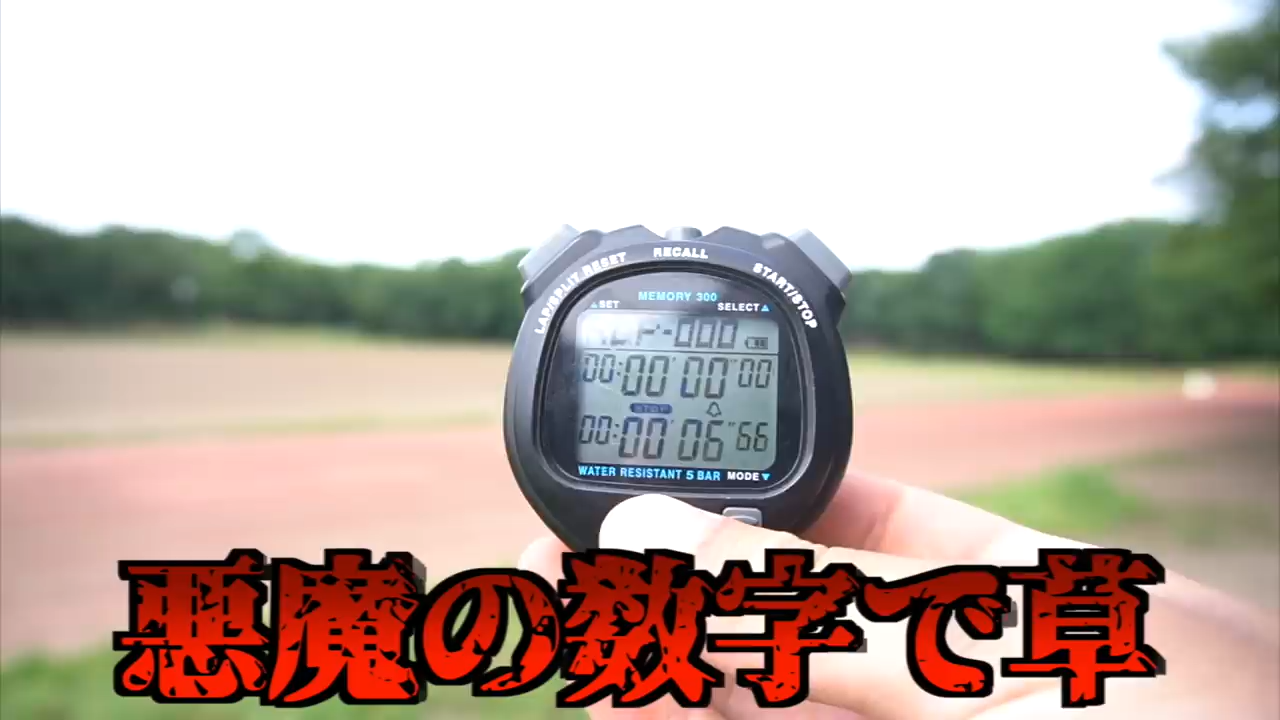 RECALL
LAP/SPLIT RESET
START/STOP
MEMORY 300
▲SET
SELECT▲
-000
00:00'00"00
STOP
00:00'06"66
WATER RESISTANT 5 BAR
MODE▼
悪魔の数字で草